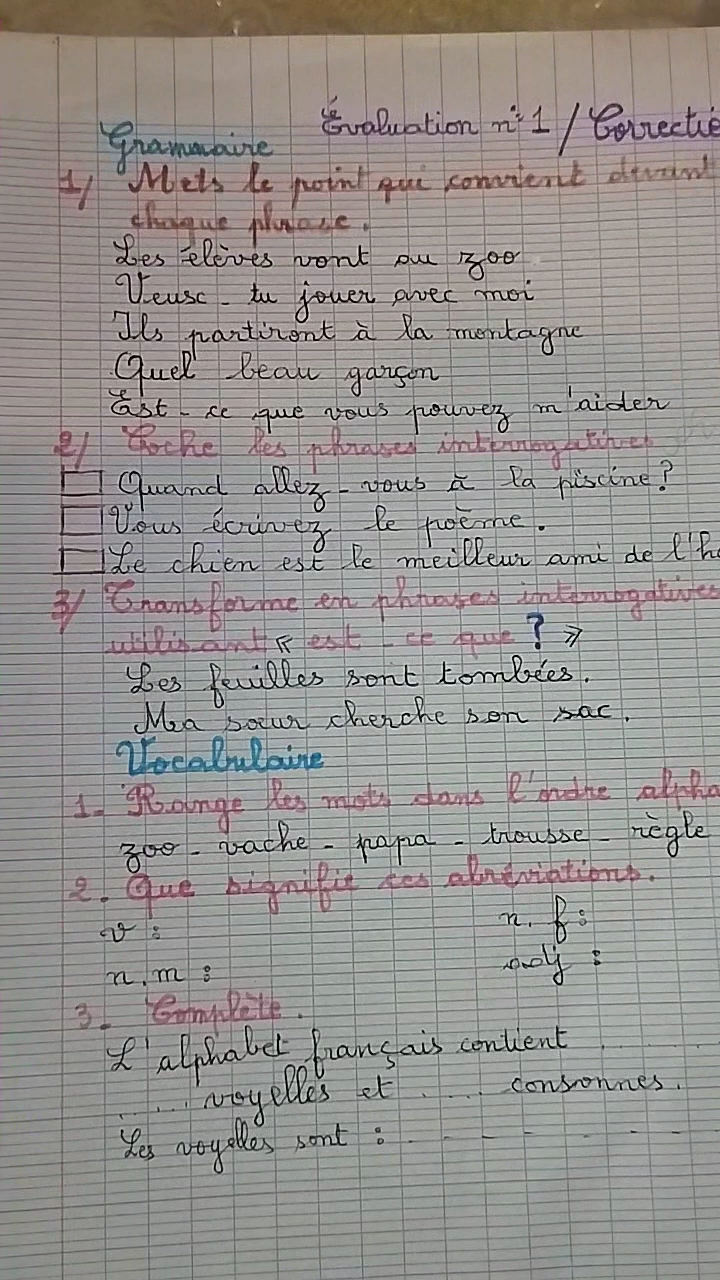 Évaluation n°1 / Correctio
Grammaire
1/ Mets le point qui convient devant
chaque phrase.
Les élèves vont au zoo
Veux-tu jouer avec moi
Ils partiront à la montagne
Quel beau garçon
Est-ce que vous pouvez m'aider
2/ Coche les phrases interrogatives
Quand allez-vous à la piscine?
Vous écrivez le poème.
Le chien est le meilleur ami de l'ho
3/ Transforme en phrases interrogatives
utilisant « est-ce que ? »
Les feuilles sont tombées.
Ma sœur cherche son sac.
Vocabulaire
1. Range les mots dans l'ordre alpha
zoo - vache - papa - trousse - règle
2. Que signifie ces abréviations.
v : n.f :
n.m : adj :
3. Complète.
L'alphabet français contient .......
...... voyelles et ..... consonnes.
Les voyelles sont : - - - - - -